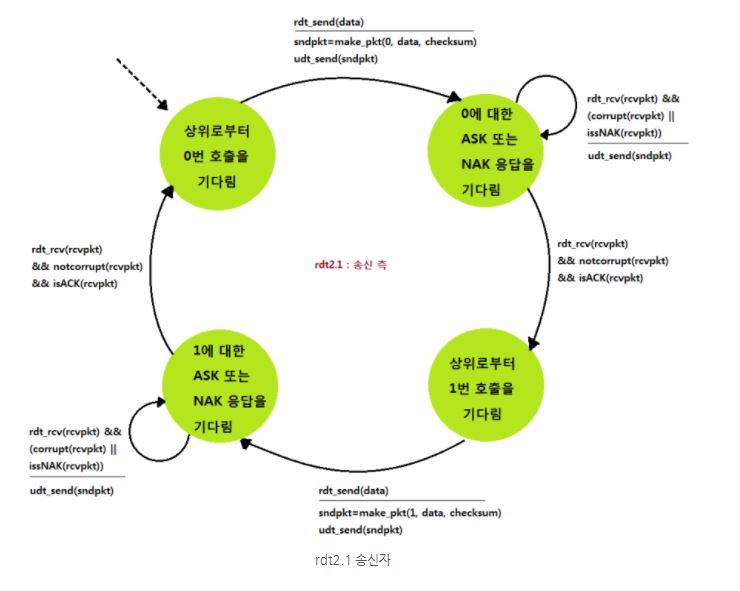 rdt_send(data)
sndpkt=make_pkt(0, data, checksum)
udt_send(sndpkt)
상위로부터
0번 호출을
기다림
0에 대한
ASK 또는
NAK 응답을
기다림
rdt_rcv(rcvpkt) &&
(corrupt(rcvpkt) ||
issNAK(rcvpkt))
udt_send(sndpkt)
rdt_rcv(rcvpkt)
&& notcorrupt(rcvpkt)
&& isACK(rcvpkt)
rdt2.1 : 송신 측
rdt_rcv(rcvpkt)
&& notcorrupt(rcvpkt)
&& isACK(rcvpkt)
1에 대한
ASK 또는
NAK 응답을
기다림
상위로부터
1번 호출을
기다림
rdt_rcv(rcvpkt) &&
(corrupt(rcvpkt) ||
issNAK(rcvpkt))
udt_send(sndpkt)
rdt_send(data)
sndpkt=make_pkt(1, data, checksum)
udt_send(sndpkt)
rdt2.1 송신자